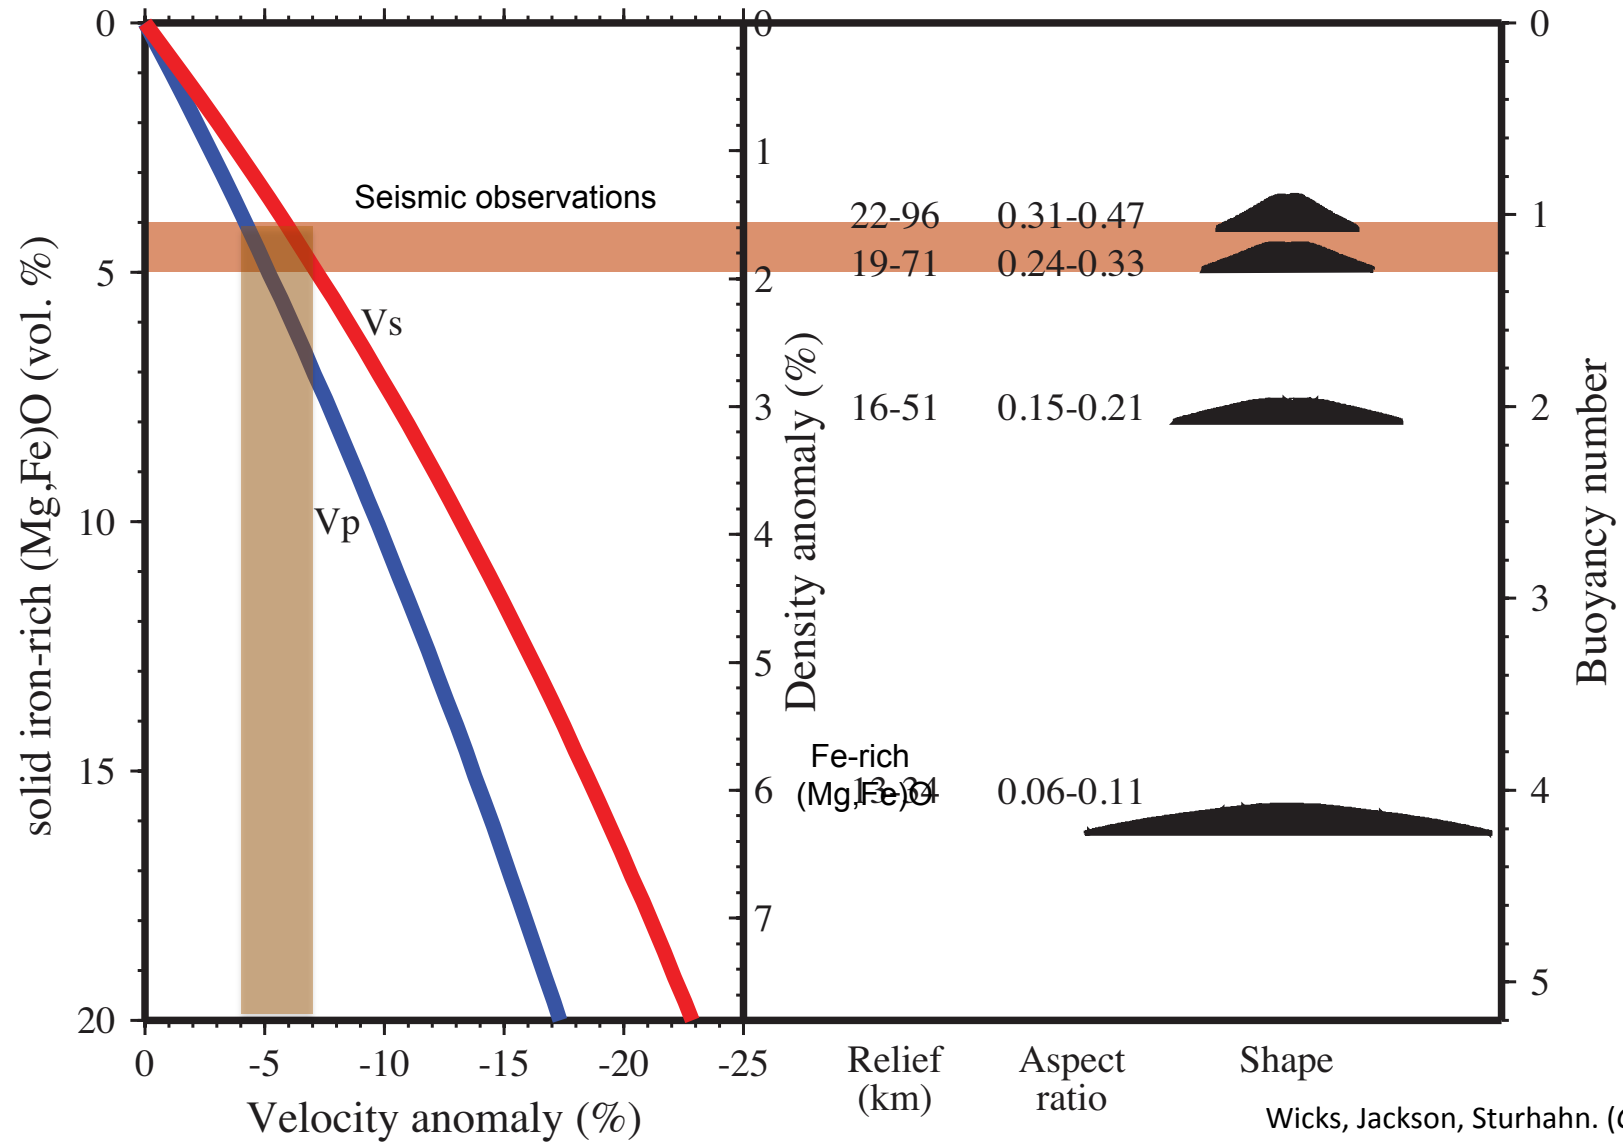 solid iron-rich (Mg,Fe)O (vol. %)
0
5
10
15
20
Seismic observations
Vs
Vp
0
-5
-10
-15
-20
-25
Velocity anomaly (%)
0
1
2
3
4
5
6
7
Density anomaly (%)
22-96 0.31-0.47
19-71 0.24-0.33
16-51 0.15-0.21
Fe-rich
(Mg,Fe)O
13-34 0.06-0.11
Relief
(km)
Aspect
ratio
Shape
0
1
2
3
4
5
Buoyancy number
Wicks, Jackson, Sturhahn. (